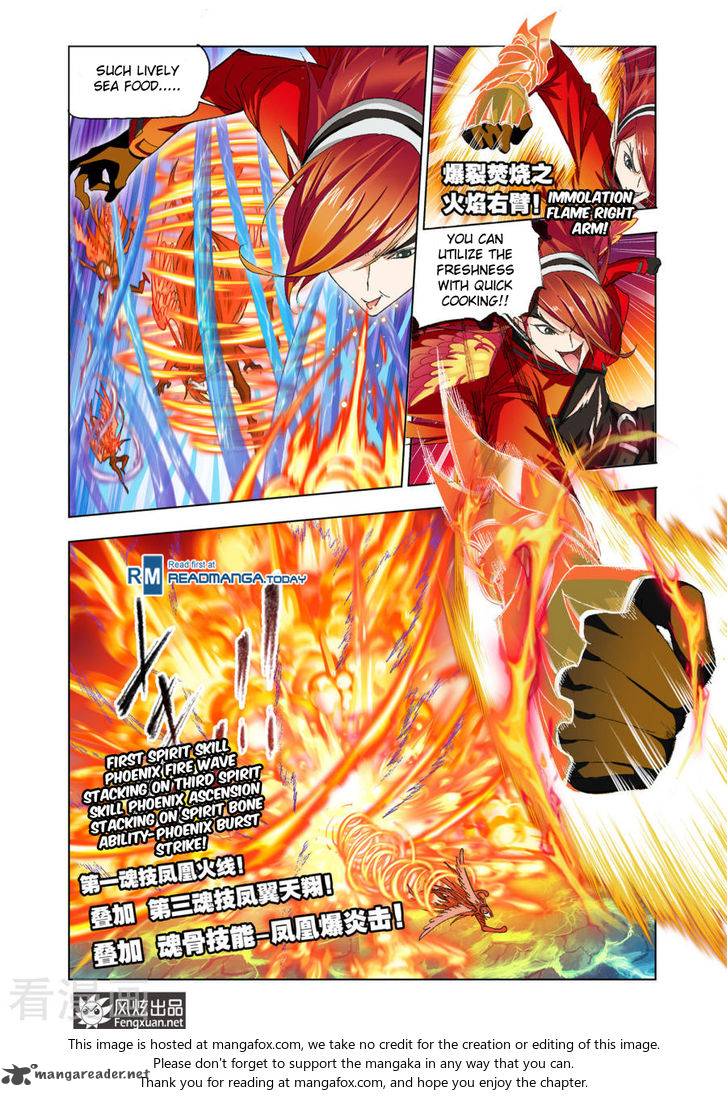 SUCH LIVELY
SEA FOOD.....
爆裂焚烧之
火焰右臂!
IMMOLATION
FLAME RIGHT
ARM!
YOU CAN
UTILIZE THE
FRESHNESS
WITH QUICK
COOKING!!
RM
Read first at
READMANGA.TODAY
FIRST SPIRIT SKILL
PHOENIX FIRE WAVE
STACKING ON THIRD SPIRIT
SKILL PHOENIX ASCENSION
STACKING ON SPIRIT BONE
ABILITY-PHOENIX BURST
STRIKE!
第一魂技凤凰火线!
叠加 第三魂技凤翼天翔!
叠加 魂骨技能-凤凰爆炎击!
看漫画
风炫出品
Fengxuan.net
This image is hosted at mangafox.com, we take no credit for the creation or editing of this image.
Please don't forget to support the mangaka in any way that you can.
mangareader.net
Thank you for reading at mangafox.com, and hope you enjoy the chapter.